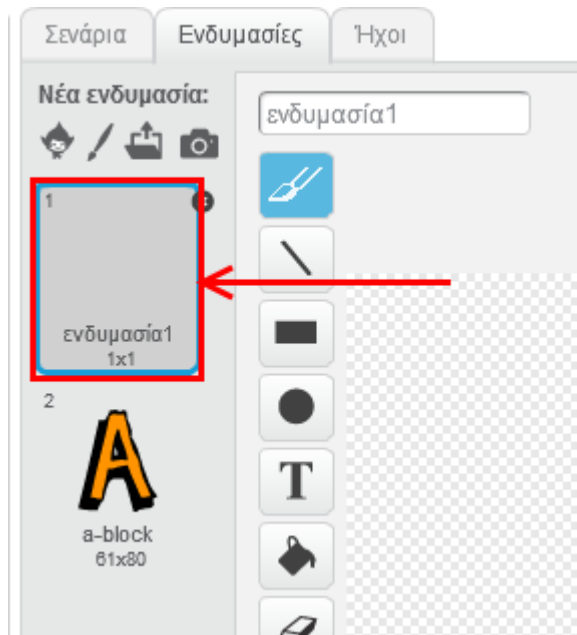 Σενάρια Ενδυμασίες Ήχοι
Νέα ενδυμασία:
ενδυμασία1
1
ενδυμασία1
1x1
2
A
a-block
61x80
T